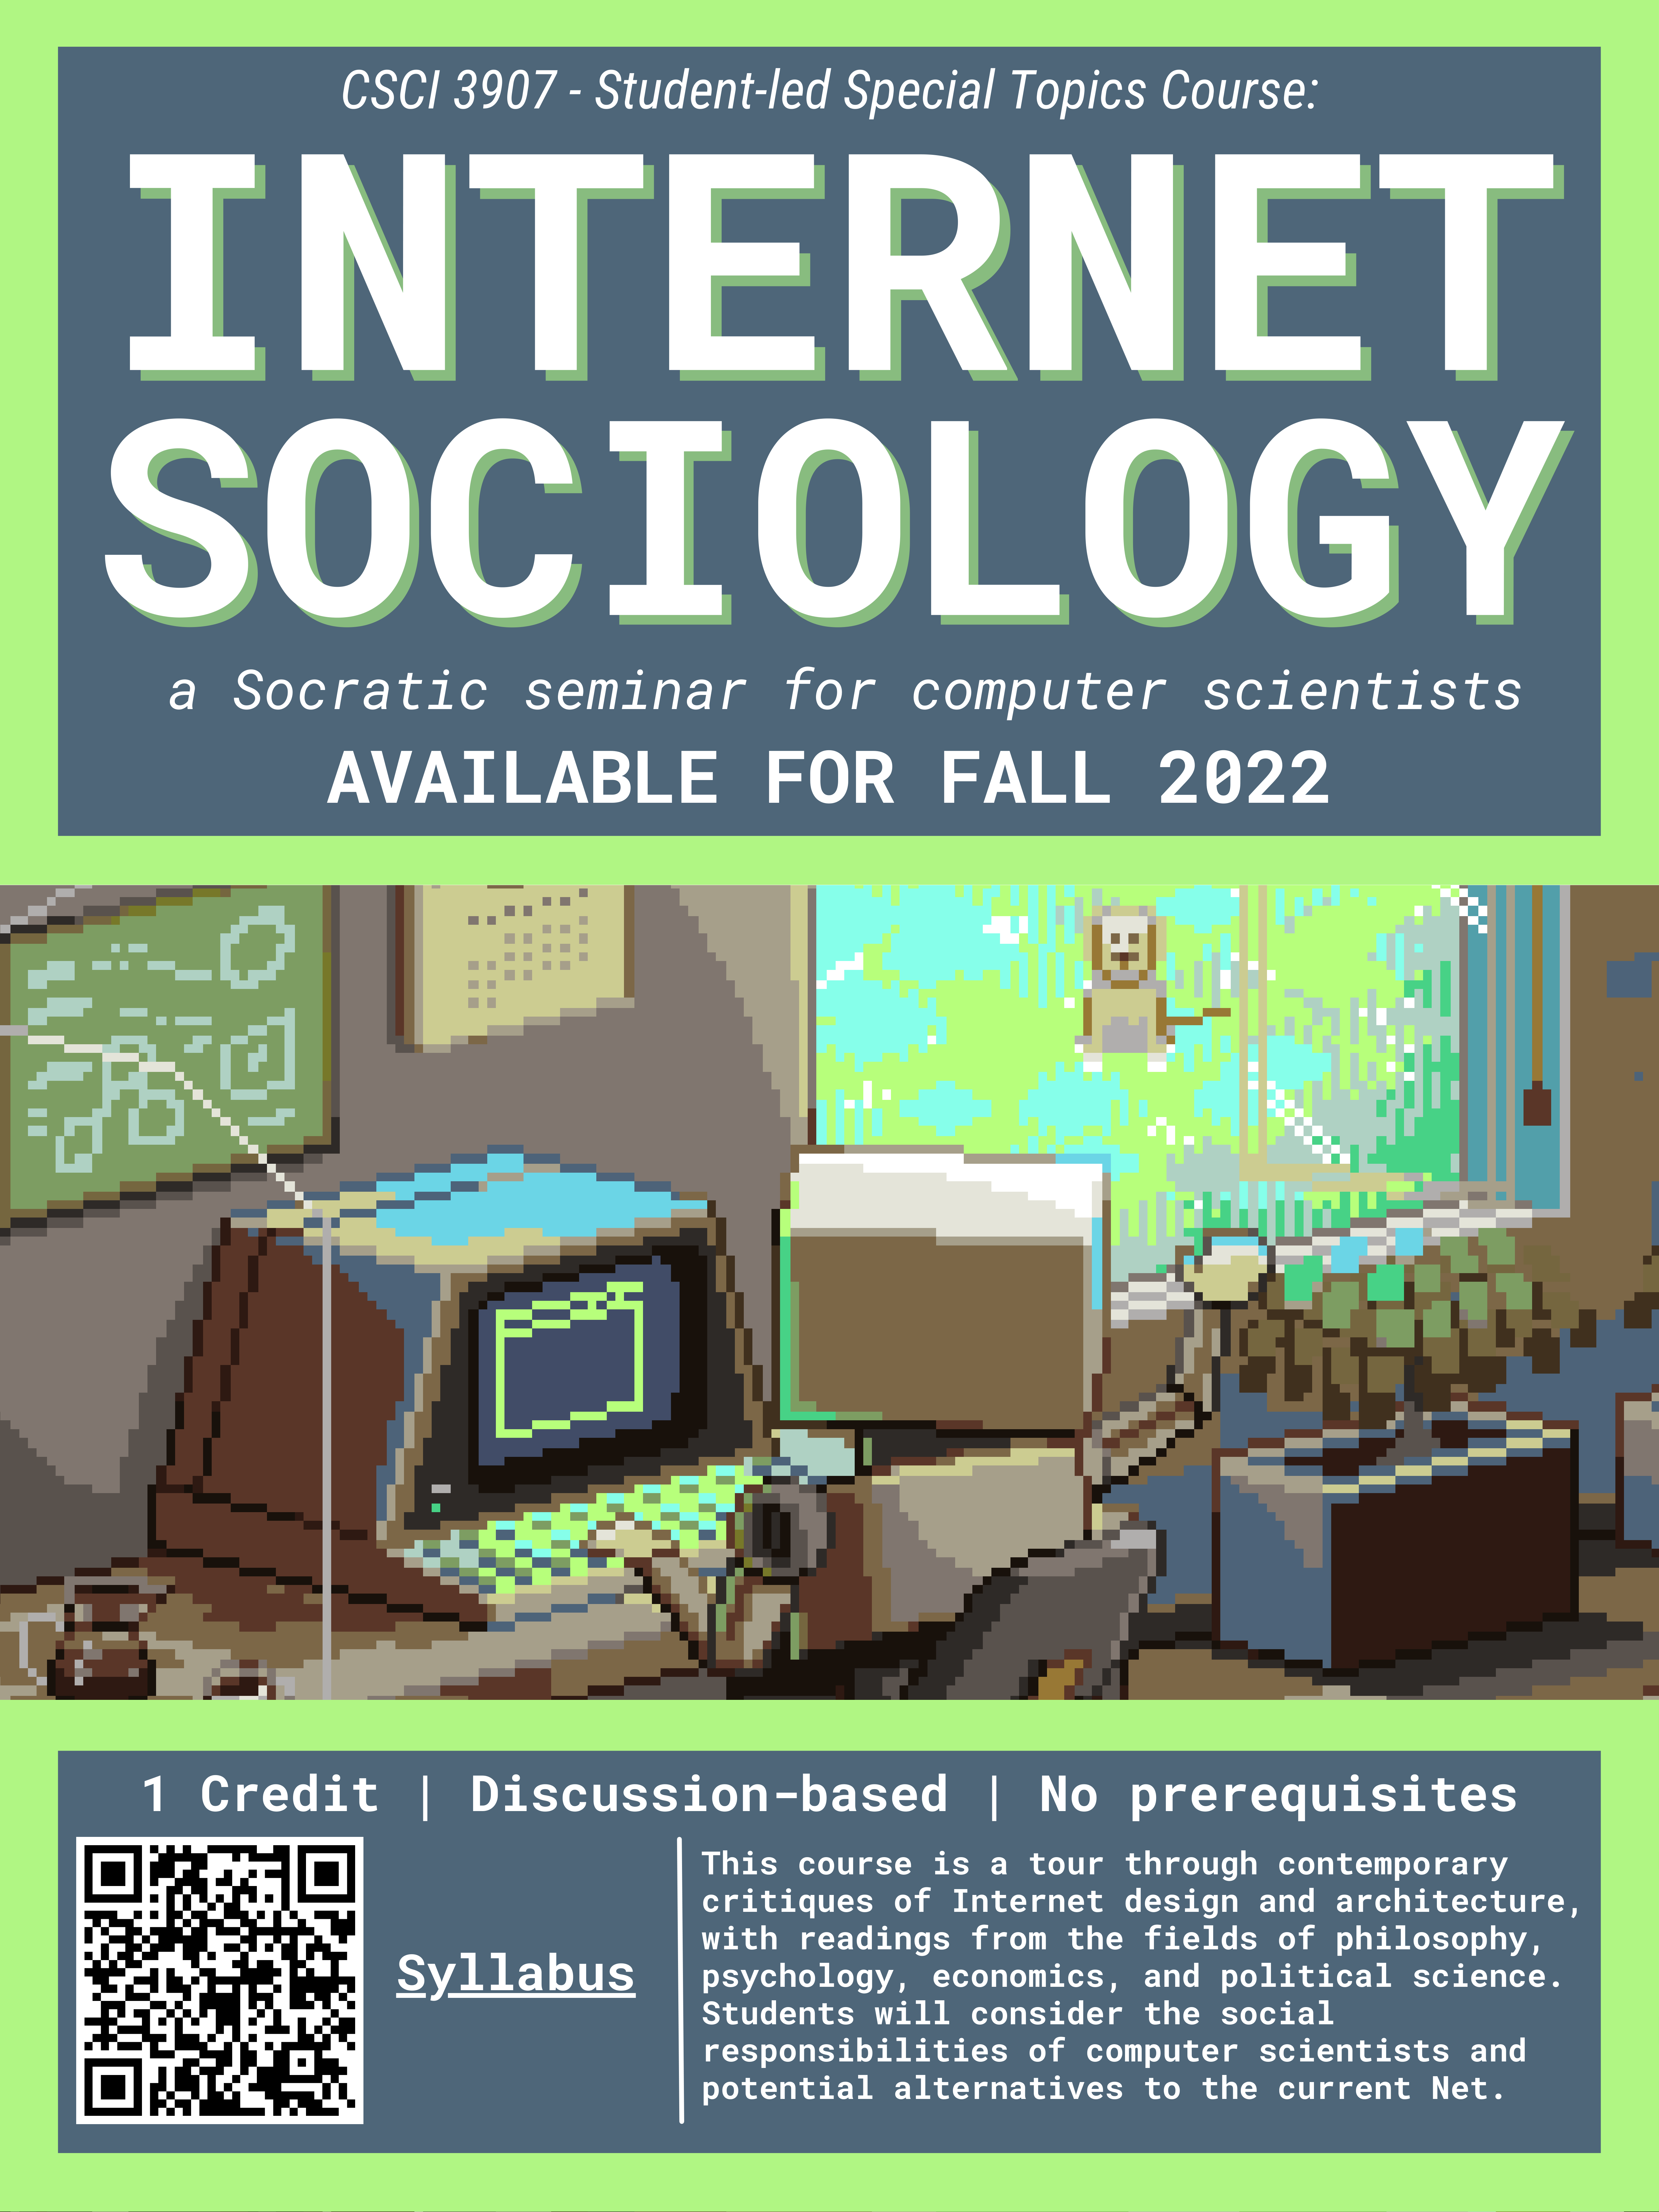 CSCI 3907 - Student-led Special Topics Course:
INTERNET
SOCIOLOGY
a Socratic seminar for computer scientists
AVAILABLE FOR FALL 2022
1 Credit | Discussion-based | No prerequisites
Syllabus
This course is a tour through contemporary
critiques of Internet design and architecture,
with readings from the fields of philosophy,
psychology, economics, and political science.
Students will consider the social
responsibilities of computer scientists and
potential alternatives to the current Net.